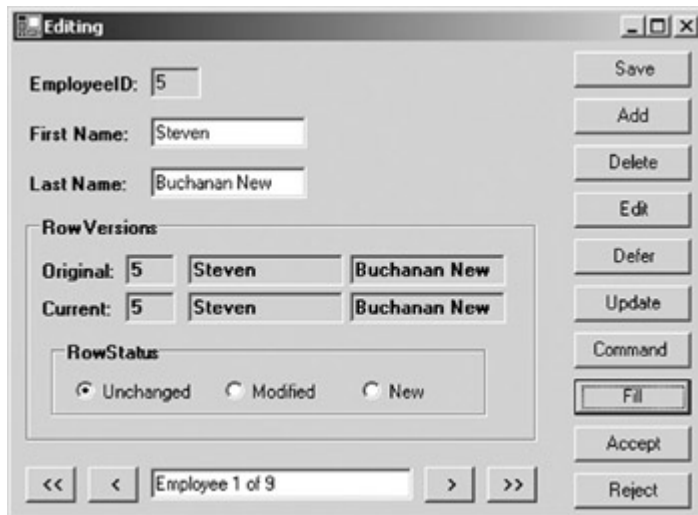 Editing
EmployeeID: 5
First Name: Steven
Last Name: Buchanan New
RowVersions
Original: 5 Steven Buchanan New
Current: 5 Steven Buchanan New
RowStatus
Unchanged Modified New
<< < Employee 1 of 9 > >>
Save
Add
Delete
Edit
Defer
Update
Command
Fill
Accept
Reject